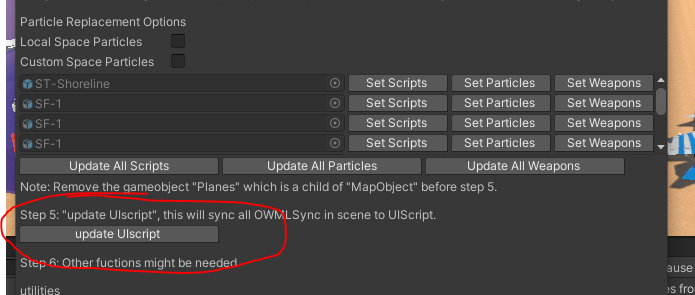 Particle Replacement Options
Local Space Particles
Custom Space Particles
ST-Shoreline Set Scripts Set Particles Set Weapons
SF-1 Set Scripts Set Particles Set Weapons
SF-1 Set Scripts Set Particles Set Weapons
SF-1 Set Scripts Set Particles Set Weapons
Update All Scripts Update All Particles Update All Weapons
Note: Remove the gameobject "Planes" which is a child of "MapObject" before step 5.
Step 5: "update UIscript", this will sync all OWMLSync in scene to UIScript.
update UIscript
Step 6: Other fuctions might be needed
ause
utilities
es fro